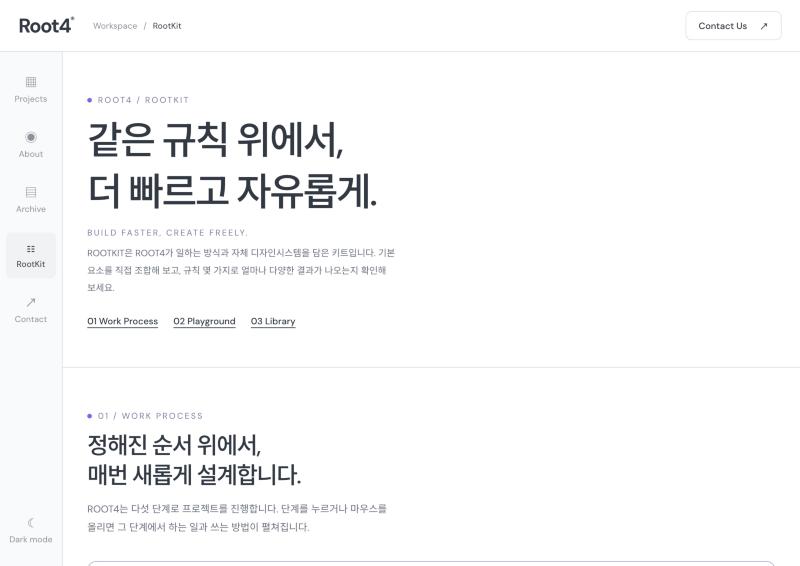 Root4°
Workspace / RootKit
Contact Us ↗
Projects
About
Archive
RootKit
Contact
Dark mode
ROOT4 / ROOTKIT
같은 규칙 위에서,
더 빠르고 자유롭게.
BUILD FASTER, CREATE FREELY.
ROOTKIT은 ROOT4가 일하는 방식과 자체 디자인시스템을 담은 키트입니다. 기본
요소를 직접 조합해 보고, 규칙 몇 가지로 얼마나 다양한 결과가 나오는지 확인해
보세요.
01 Work Process 02 Playground 03 Library
01 / WORK PROCESS
정해진 순서 위에서,
매번 새롭게 설계합니다.
ROOT4는 다섯 단계로 프로젝트를 진행합니다. 단계를 누르거나 마우스를
올리면 그 단계에서 하는 일과 쓰는 방법이 펼쳐집니다.